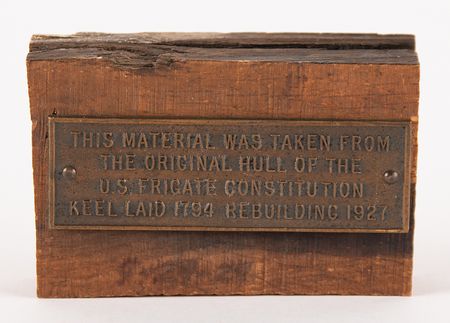 THIS MATERIAL WAS TAKEN FROM
THE ORIGINAL HULL OF THE
U.S. FRIGATE CONSTITUTION
KEEL LAID 1794 REBUILDING 1927